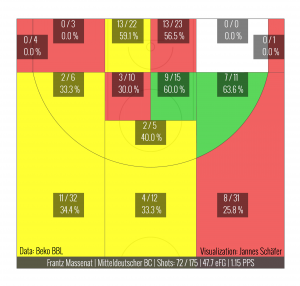 0 / 3
0.0 %
13 / 22
59.1 %
13 / 23
56.5 %
0 / 0
0.0 %
0 / 4
0.0 %
0 / 1
0.0 %
2 / 6
33.3 %
3 / 10
30.0 %
9 / 15
60.0 %
7 / 11
63.6 %
2 / 5
40.0 %
11 / 32
34.4 %
4 / 12
33.3 %
8 / 31
25.8 %
Data: Beko BBL
Visualization: Jannes Schäfer
Frantz Massenat | Mitteldeutscher BC | Shots: 72 / 175 | 47.7 eFG | 1.15 PPS